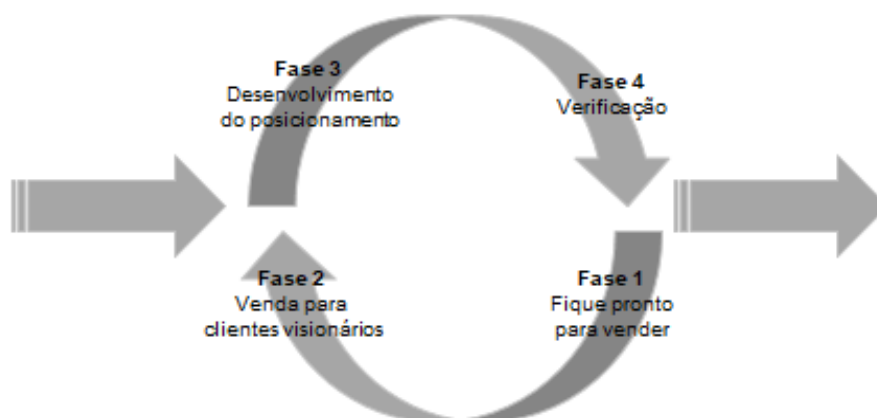 Fase 3
Desenvolvimento
do posicionamento
Fase 4
Verificação
Fase 2
Venda para
clientes visionários
Fase 1
Fique pronto
para vender